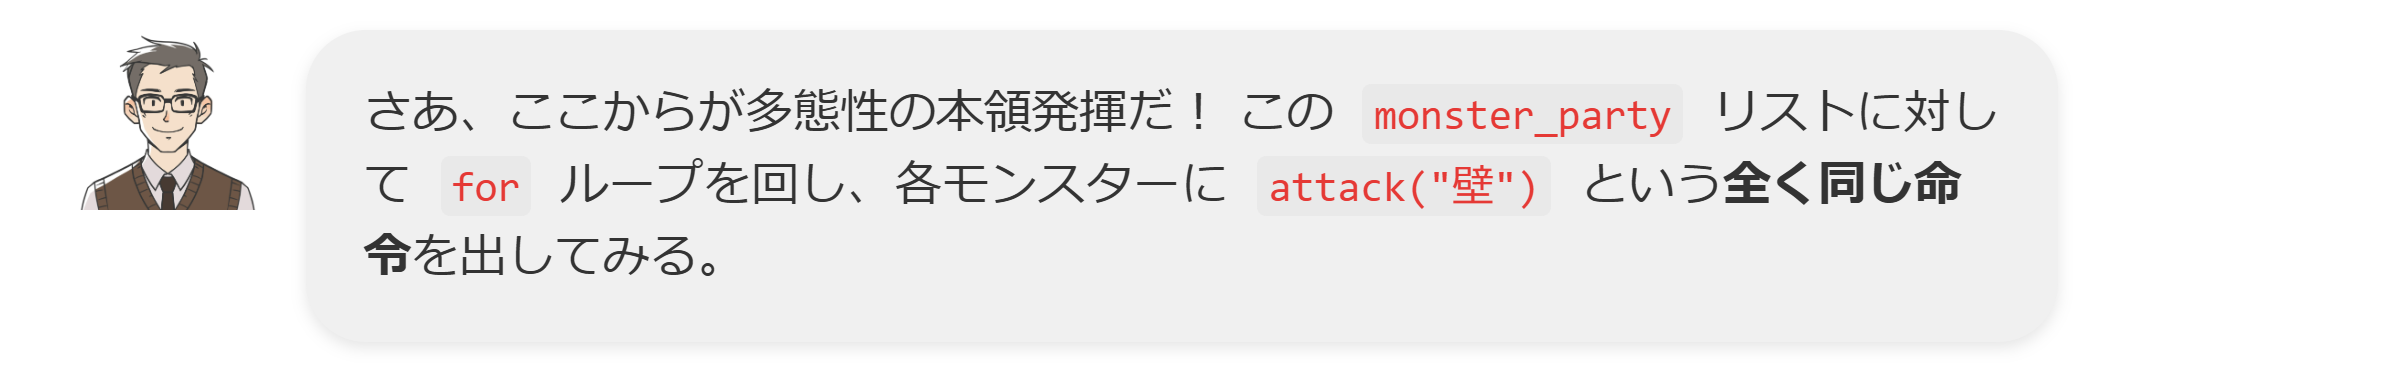 さあ、ここからが多態性の本領発揮だ！ この monster_party リストに対し
て for ループを回し、各モンスターに attack("壁") という全く同じ命
令を出してみる。